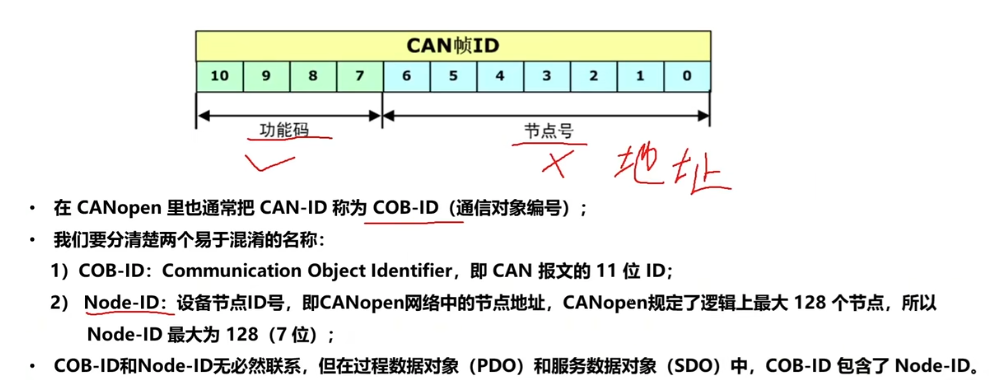 CAN帧ID
10 9 8 7 6 5 4 3 2 1 0
功能码 节点号
✓ × 地址
• 在 CANopen 里也通常把 CAN-ID 称为 COB-ID（通信对象编号）；
• 我们要分清楚两个易于混淆的名称：
1）COB-ID：Communication Object Identifier，即 CAN 报文的 11 位 ID；
2） Node-ID：设备节点ID号，即CANopen网络中的节点地址，CANopen规定了逻辑上最大 128 个节点，所以
Node-ID 最大为 128（7 位）；
• COB-ID和Node-ID无必然联系，但在过程数据对象（PDO）和服务数据对象（SDO）中，COB-ID 包含了 Node-ID。